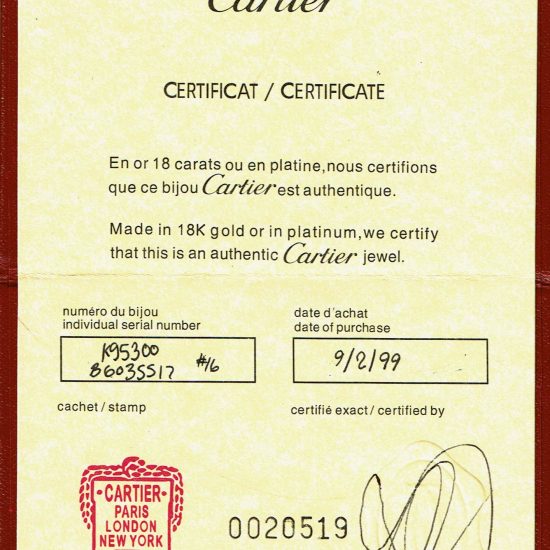 Cartier
CERTIFICAT / CERTIFICATE
En or 18 carats ou en platine,nous certifions
que ce bijou Cartier est authentique.
Made in 18K gold or in platinum,we certify
that this is an authentic Cartier jewel.
numéro du bijou
individual serial number
K95300
86035517 #16
date d'achat
date of purchase
9/2/99
cachet / stamp
certifié exact / certified by
·CARTIER·
PARIS
LONDON
NEW YORK
0020519